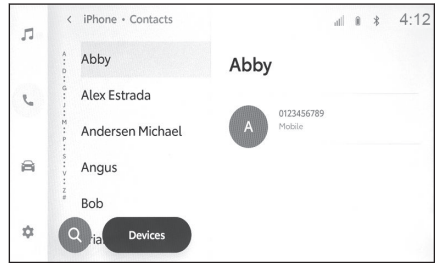 iPhone • Contacts
4:12
A
D
G
J
M
P
S
V
Z
#
Abby
Alex Estrada
Andersen Michael
Angus
Bob
Devices
Abby
A
0123456789
Mobile